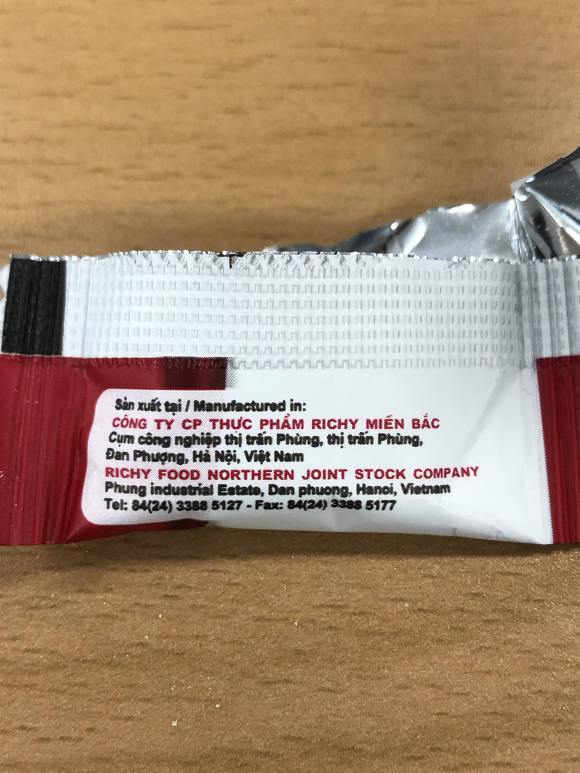 Sản xuất tại / Manufactured in:
CÔNG TY CP THỰC PHẨM RICHY MIỀN BẮC
Cụm công nghiệp thị trấn Phùng, thị trấn Phùng,
Đan Phượng, Hà Nội, Việt Nam
RICHY FOOD NORTHERN JOINT STOCK COMPANY
Phung industrial Estate, Dan phuong, Hanoi, Vietnam
Tel: 84(24) 3388 5127 - Fax: 84(24) 3388 5177